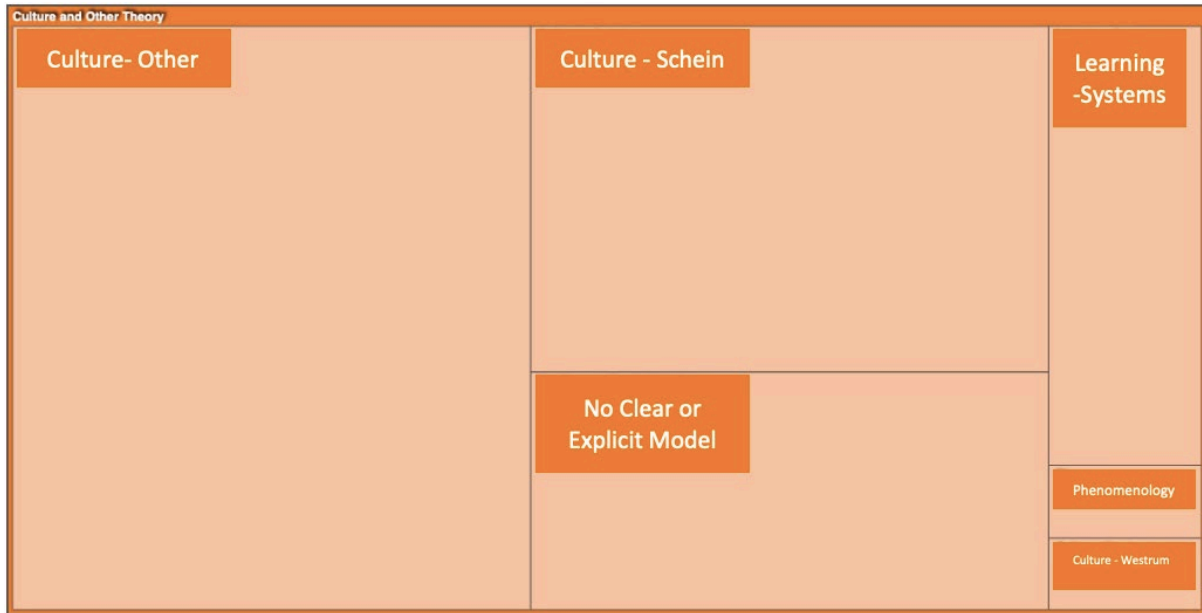 Culture and Other Theory
Culture- Other
Culture - Schein
Learning
-Systems
No Clear or
Explicit Model
Phenomenology
Culture - Westrum